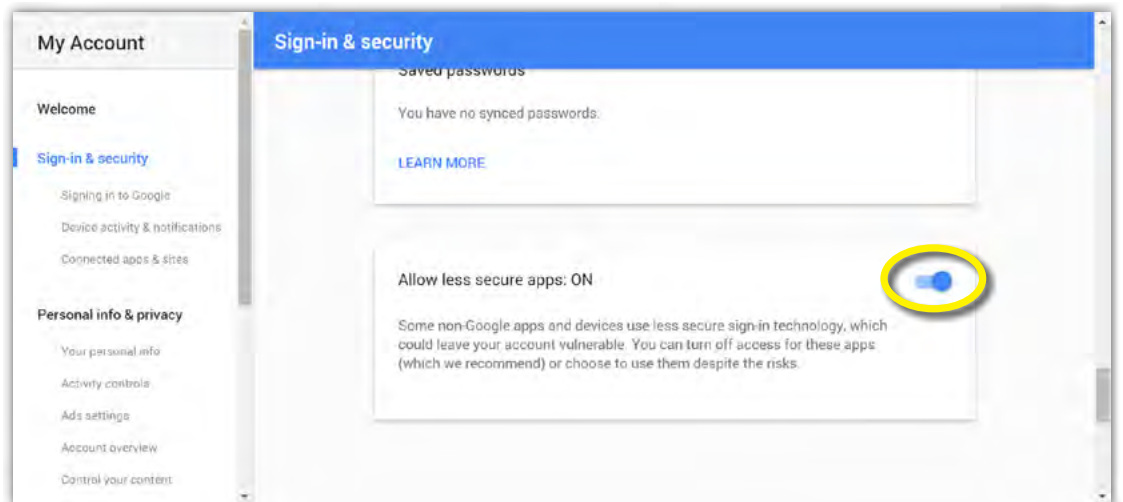 My Account
Sign-in & security
Welcome
Sign-in & security
Signing in to Google
Device activity & notifications
Connected apps & sites
Personal info & privacy
Your personal info
Activity controls
Ads settings
Account overview
Control your content
Saved passwords
You have no synced passwords.
LEARN MORE
Allow less secure apps: ON
Some non-Google apps and devices use less secure sign-in technology, which
could leave your account vulnerable. You can turn off access for these apps
(which we recommend) or choose to use them despite the risks.